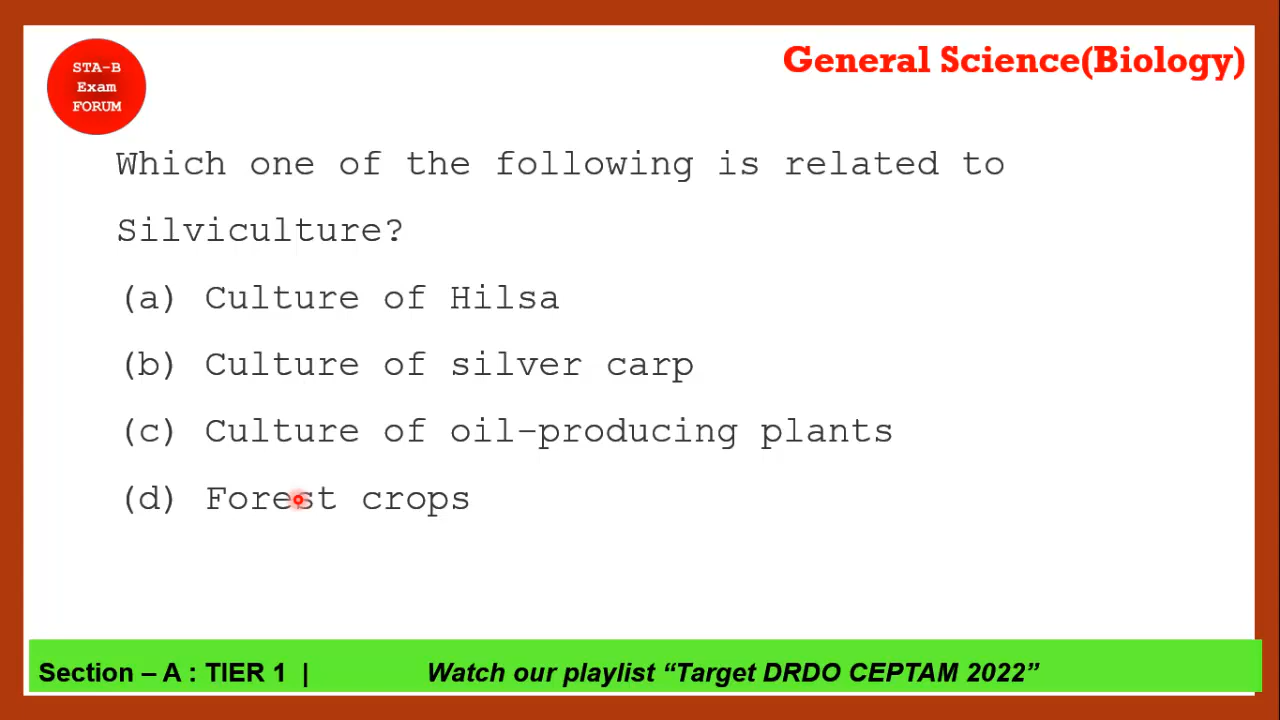 STA-B
Exam
FORUM
General Science(Biology)
Which one of the following is related to
Silviculture?
(a) Culture of Hilsa
(b) Culture of silver carp
(c) Culture of oil-producing plants
(d) Forest crops
Section – A : TIER 1 | Watch our playlist “Target DRDO CEPTAM 2022”